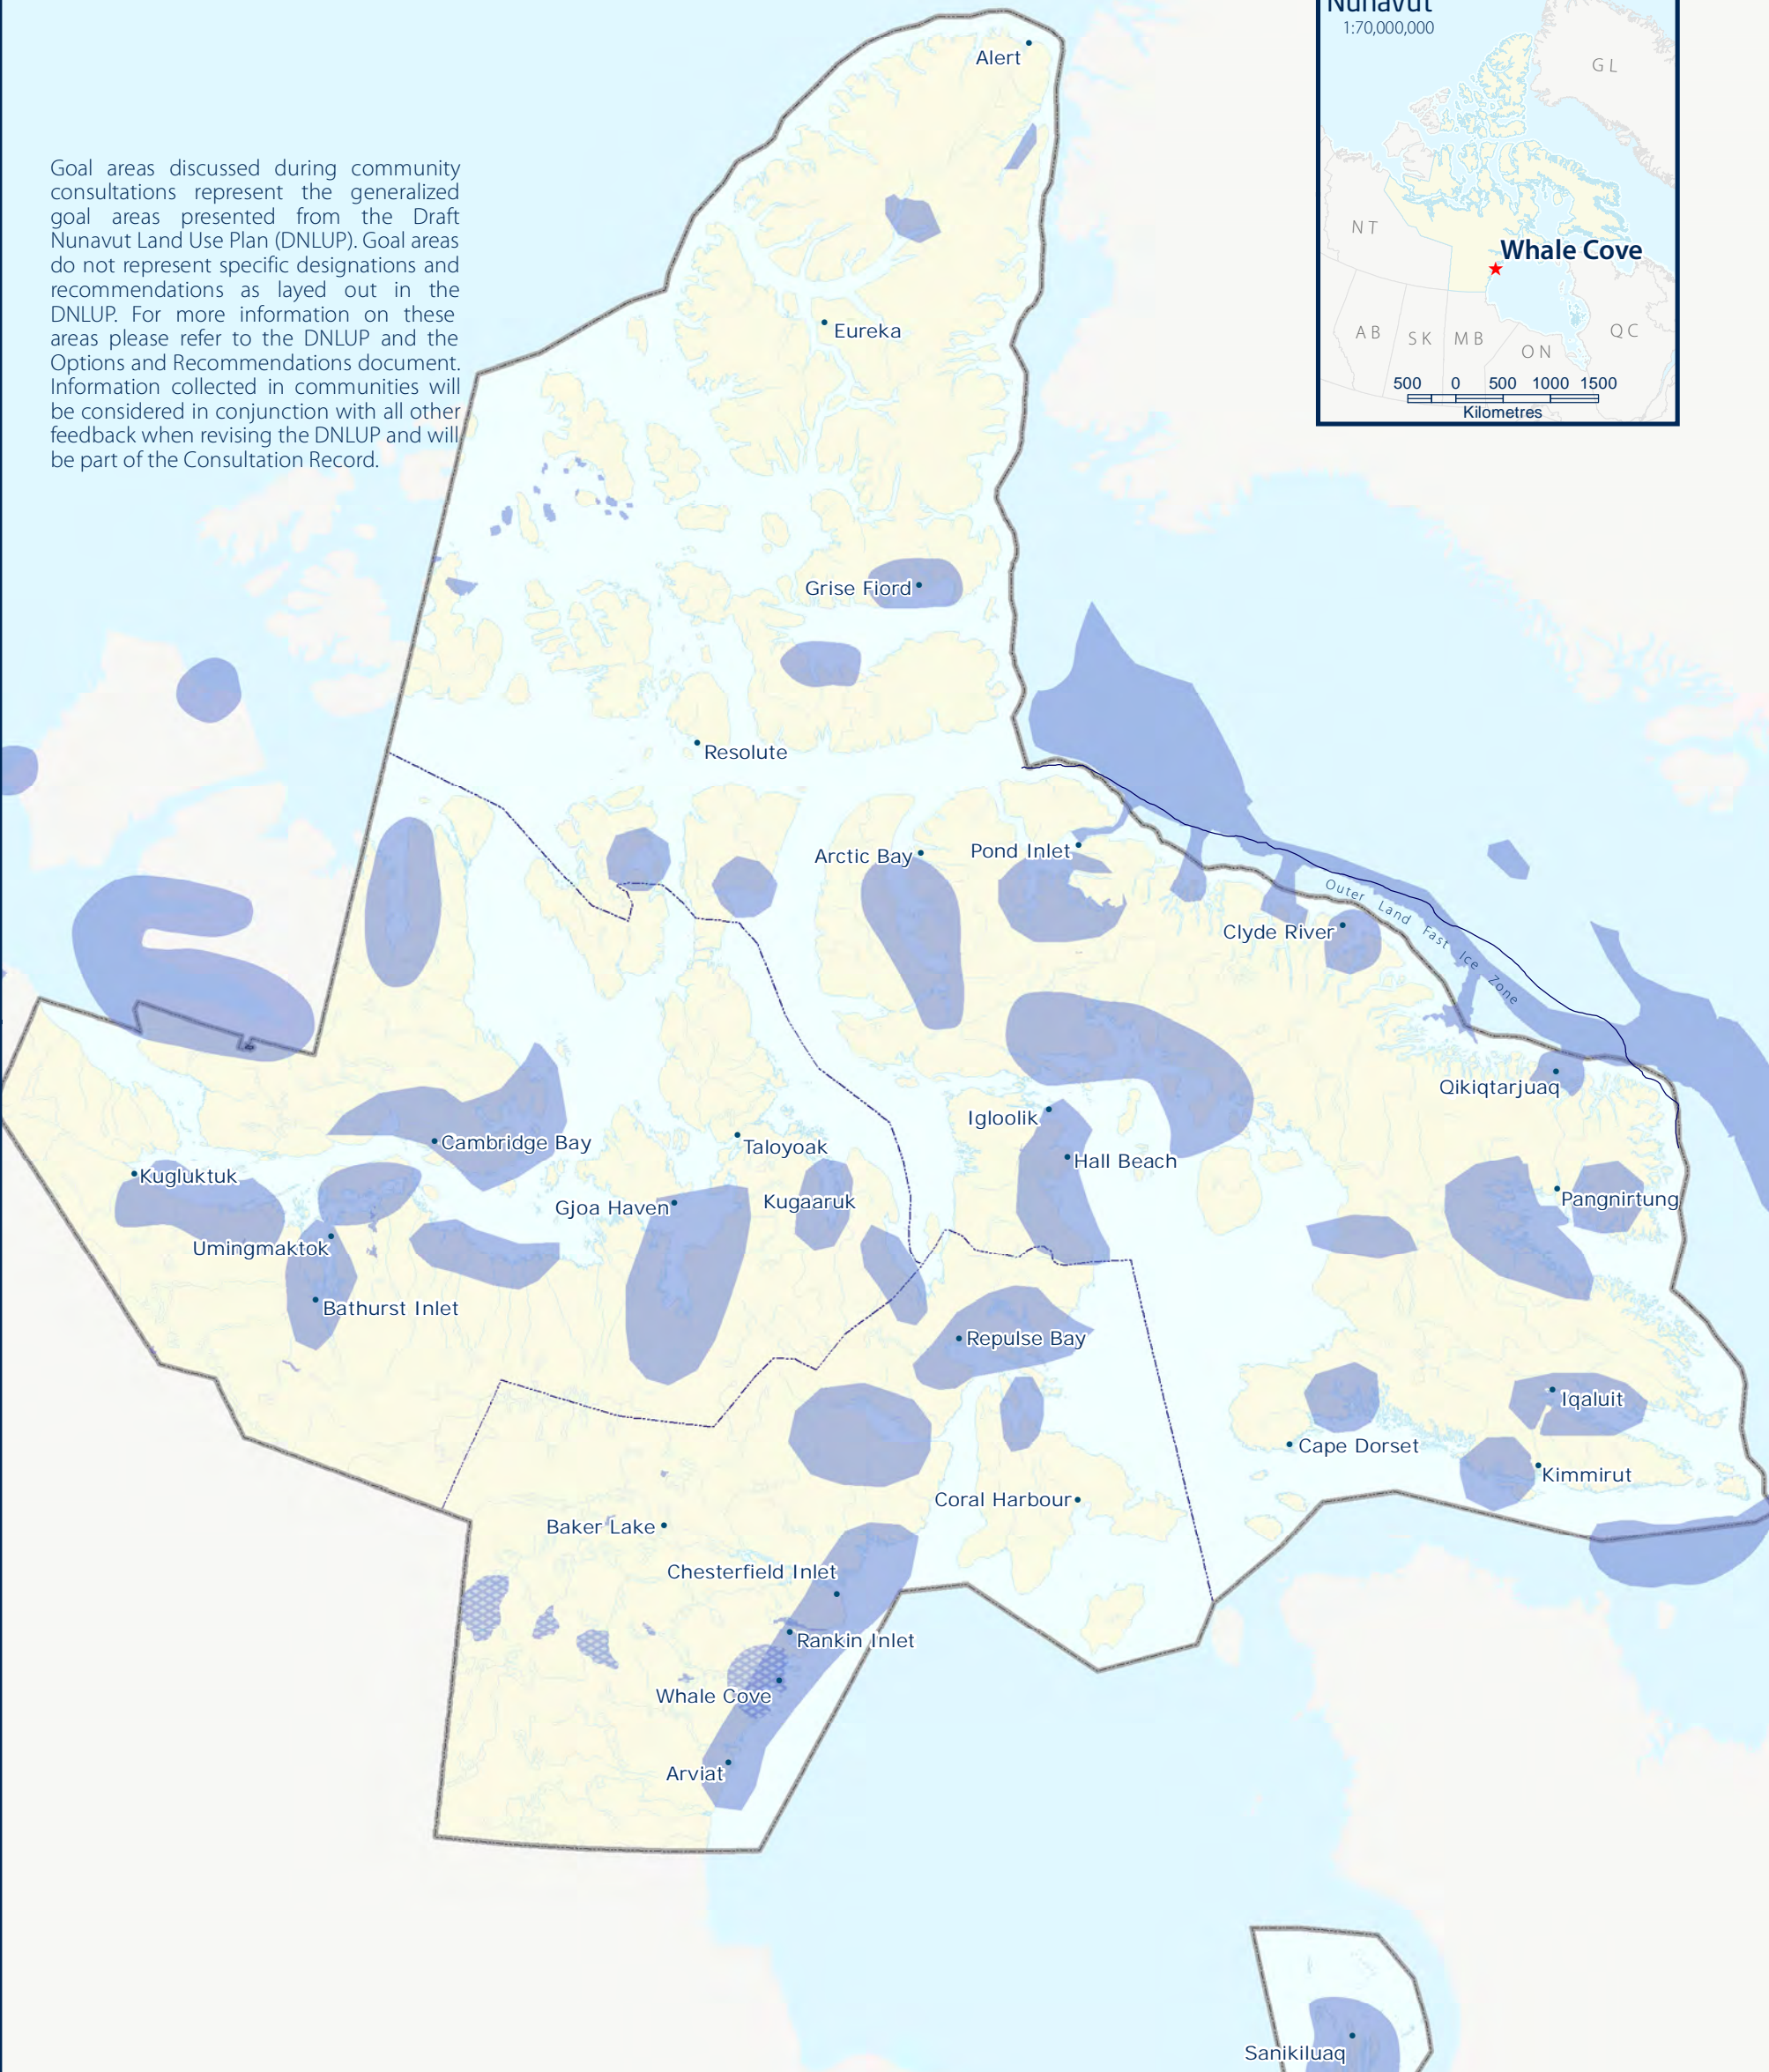 Nunavut
1:70,000,000
GL
NT
Whale Cove
AB
SK
MB
ON
QC
500 0 500 1000 1500
Kilometres
Goal areas discussed during community
consultations represent the generalized
goal areas presented from the Draft
Nunavut Land Use Plan (DNLUP). Goal areas
do not represent specific designations and
recommendations as layed out in the
DNLUP. For more information on these
areas please refer to the DNLUP and the
Options and Recommendations document.
Information collected in communities will
be considered in conjunction with all other
feedback when revising the DNLUP and will
be part of the Consultation Record.
Alert
Eureka
Grise Fiord
Resolute
Arctic Bay
Pond Inlet
Outer Land Fast Ice Zone
Clyde River
Qikiqtarjuaq
Igloolik
Cambridge Bay
Taloyoak
Hall Beach
Kugluktuk
Gjoa Haven
Kugaaruk
Pangnirtung
Umingmaktok
Bathurst Inlet
Repulse Bay
Iqaluit
Cape Dorset
Kimmirut
Coral Harbour
Baker Lake
Chesterfield Inlet
Rankin Inlet
Whale Cove
Arviat
Sanikiluaq